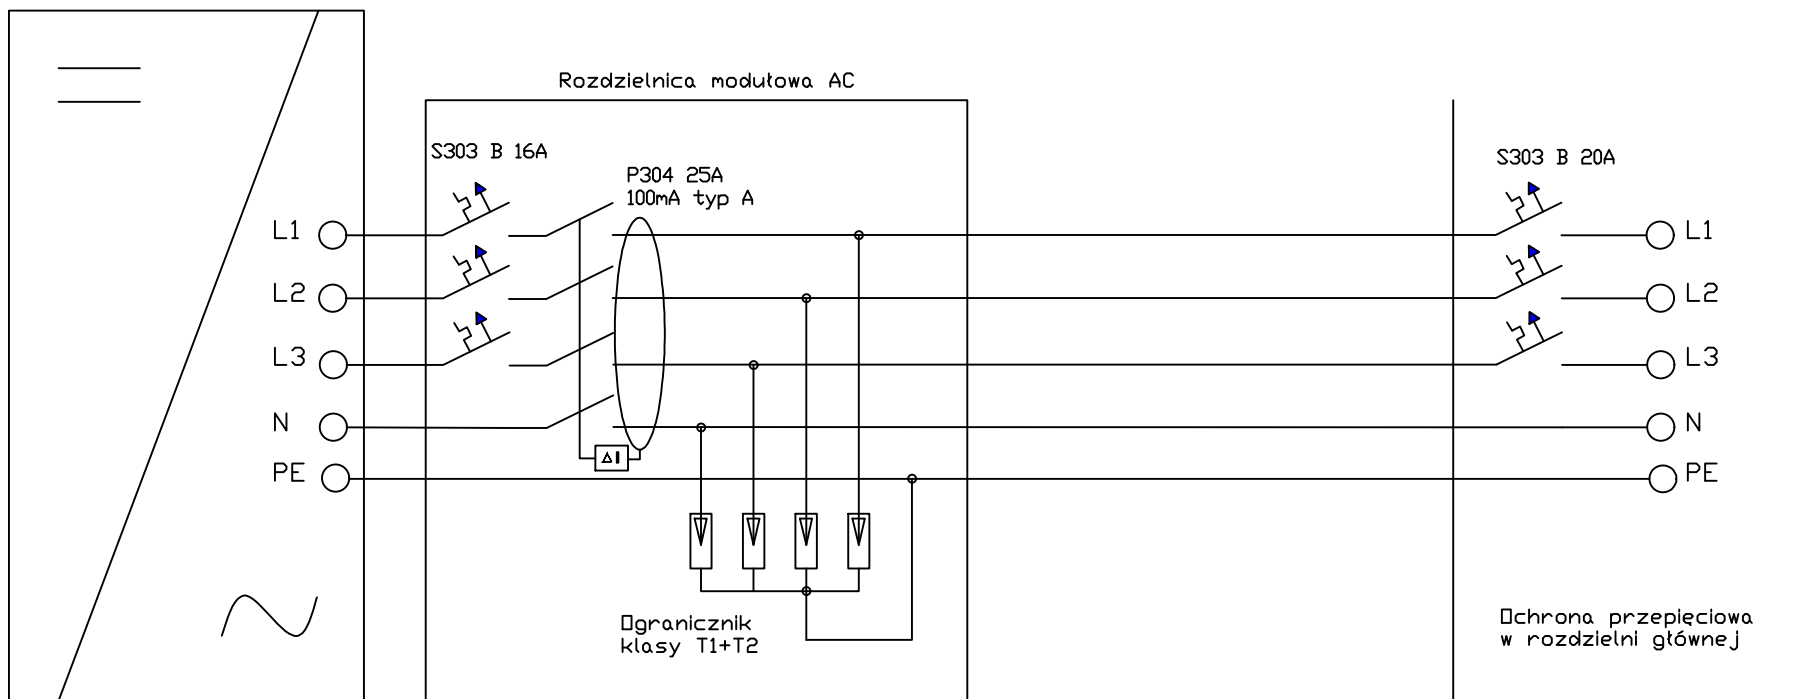 Rozdzielnica modułowa AC
S303 B 16A
P304 25A
100mA typ A
S303 B 20A
L1
L2
L3
N
PE
ΔI
L1
L2
L3
N
PE
Ogranicznik
klasy T1+T2
Ochrona przepięciowa
w rozdzielni głównej